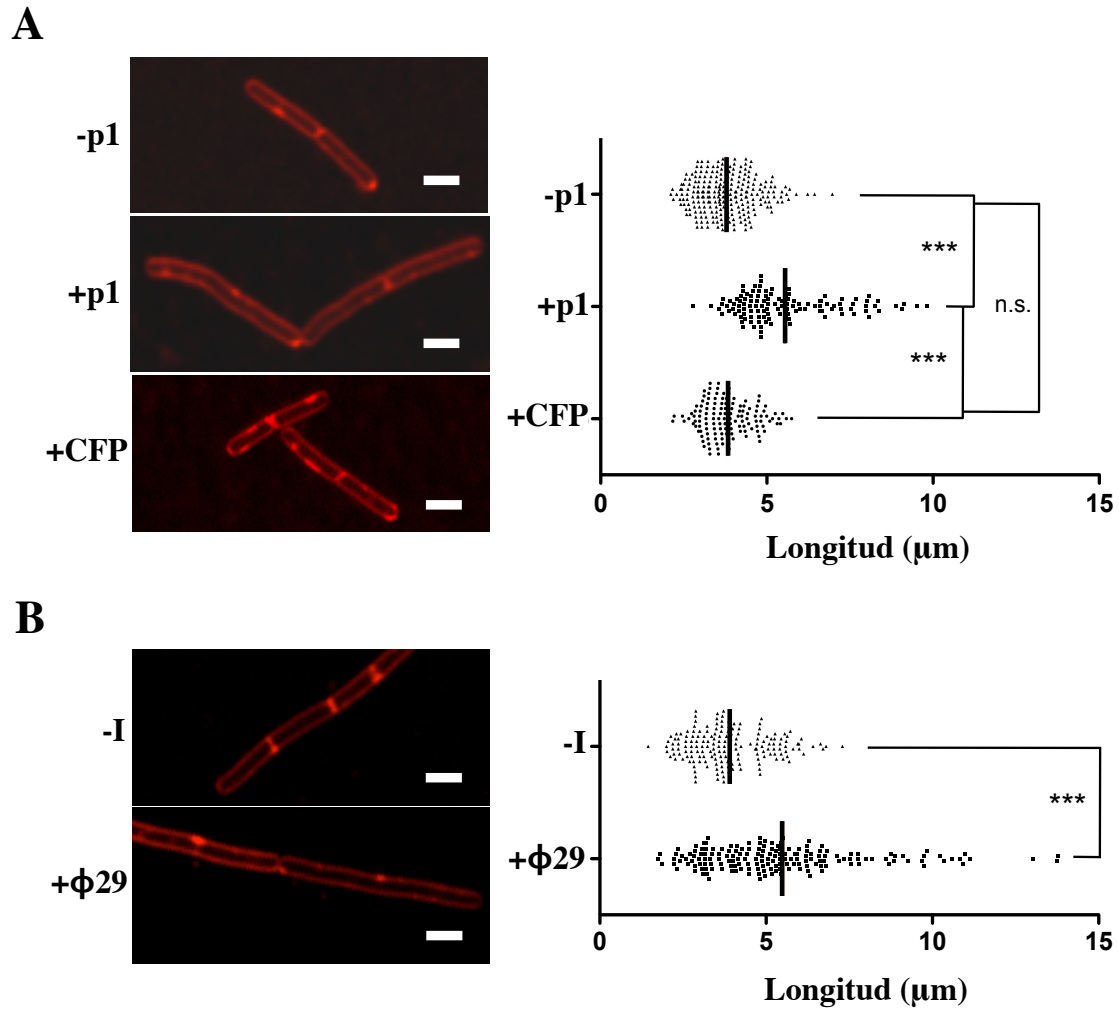 A
-p1
+p1
+CFP
-p1
+p1
+CFP
***
***
n.s.
0 5 10 15
Longitud (µm)
B
-I
+ϕ29
-I
+ϕ29
***
0 5 10 15
Longitud (µm)